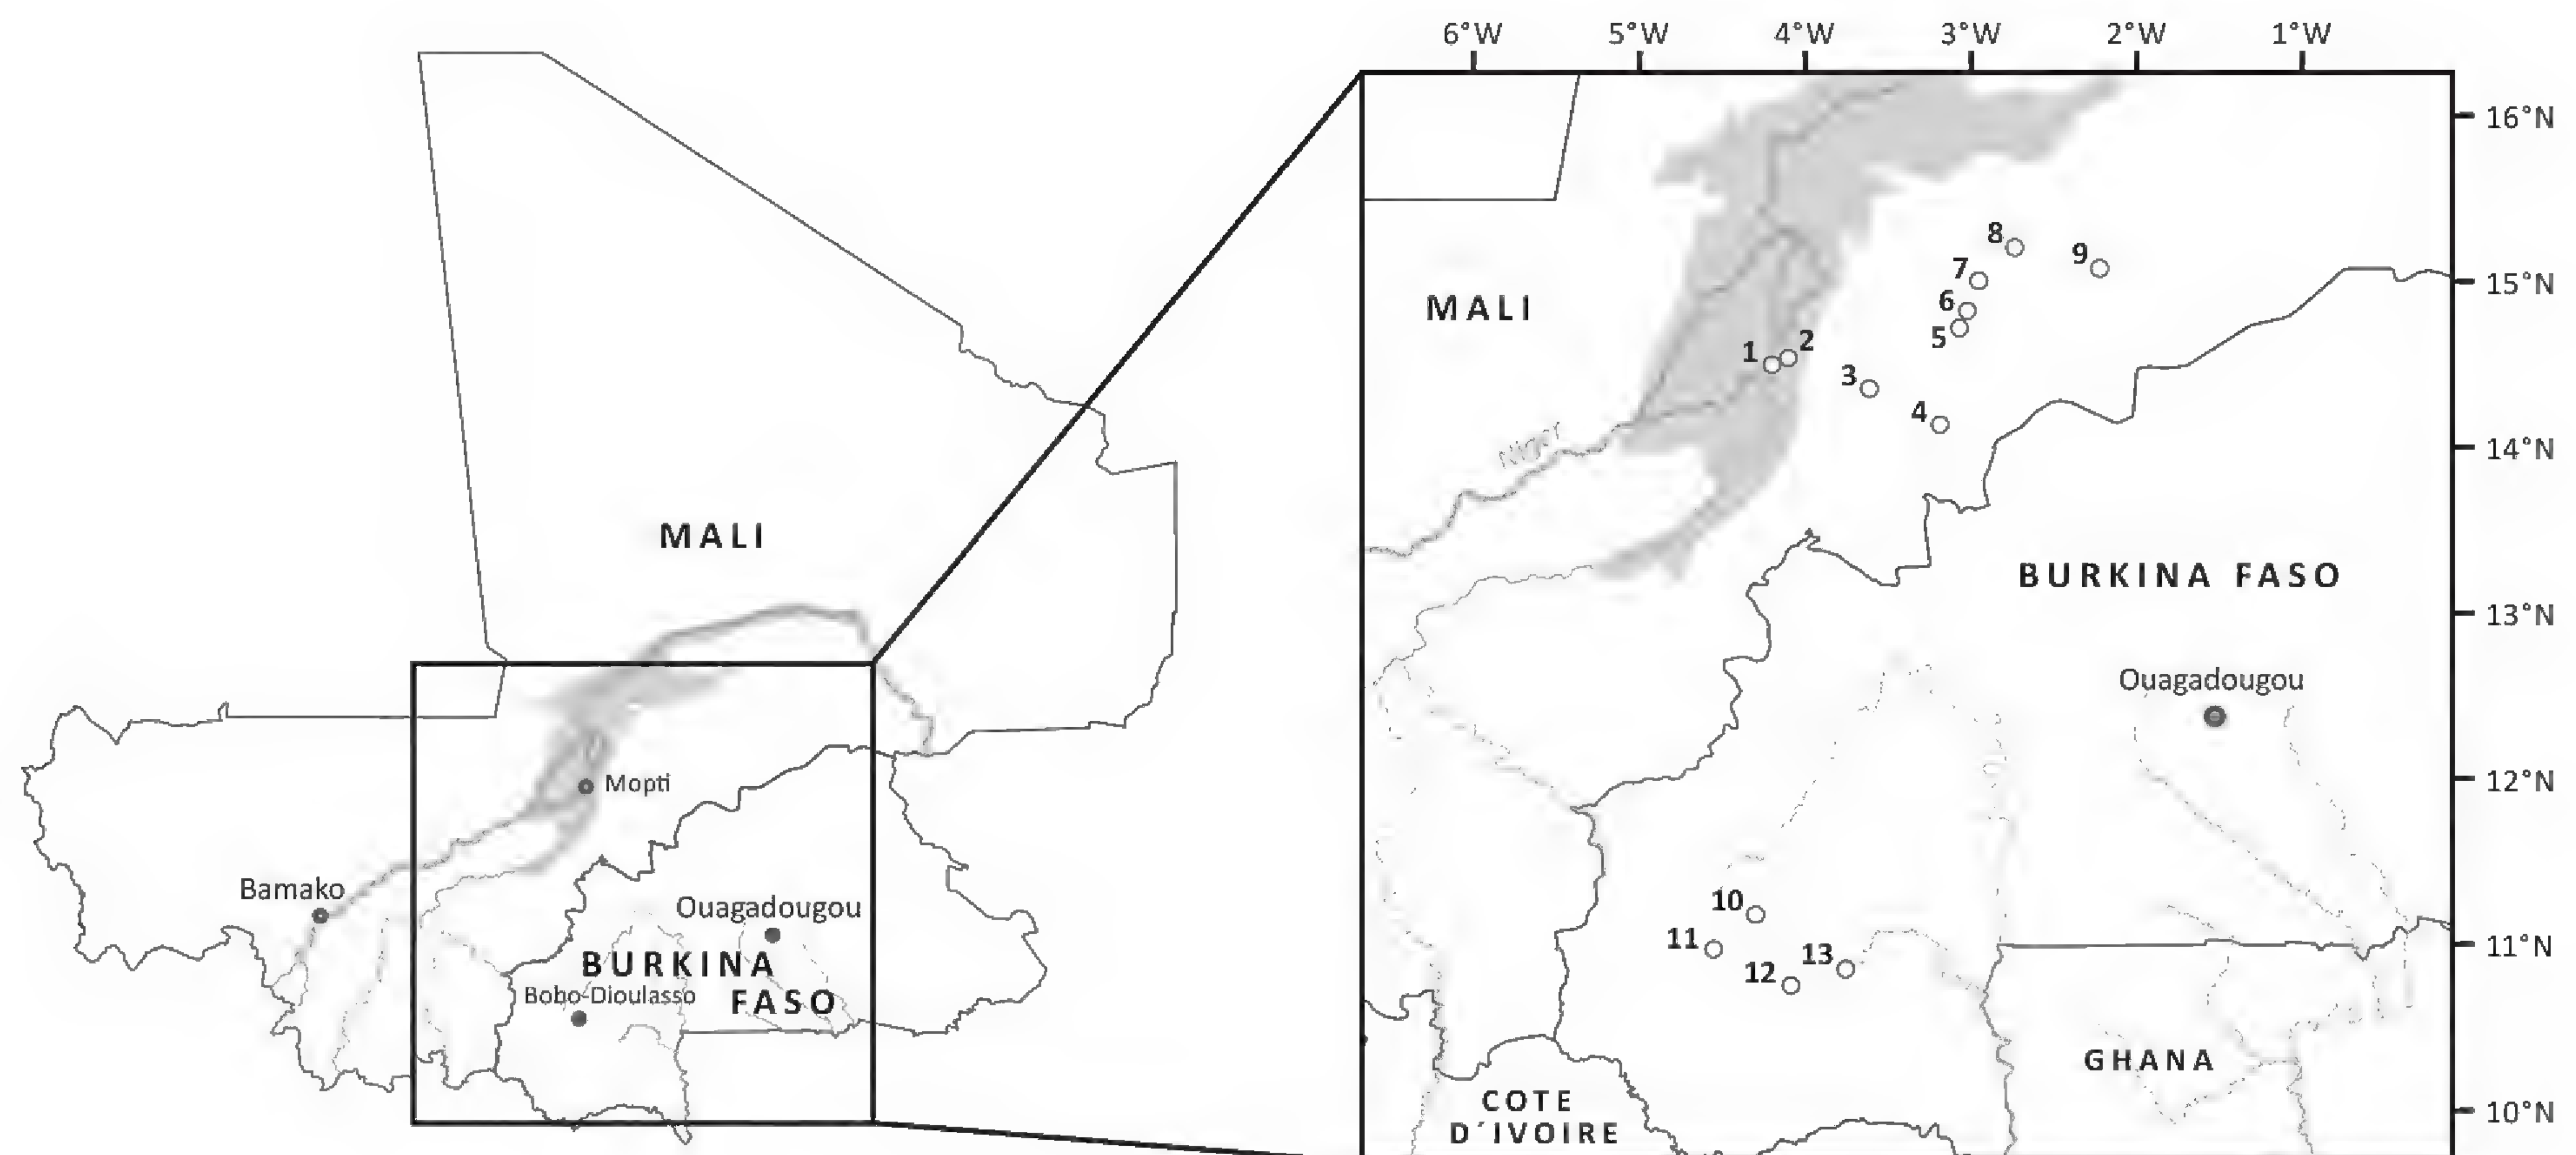 6°W 5°W 4°W 3°W 2°W 1°W
16°N
15°N
14°N
13°N
12°N
11°N
10°N
MALI
Mopti
Bamako
Ouagadougou
BURKINA
Bobo-Dioulasso
FASO
8
9
7
MALI
6
5
1
2
3
4
Niger
BURKINA FASO
Ouagadougou
10
11
13
12
GHANA
COTE
D´IVOIRE